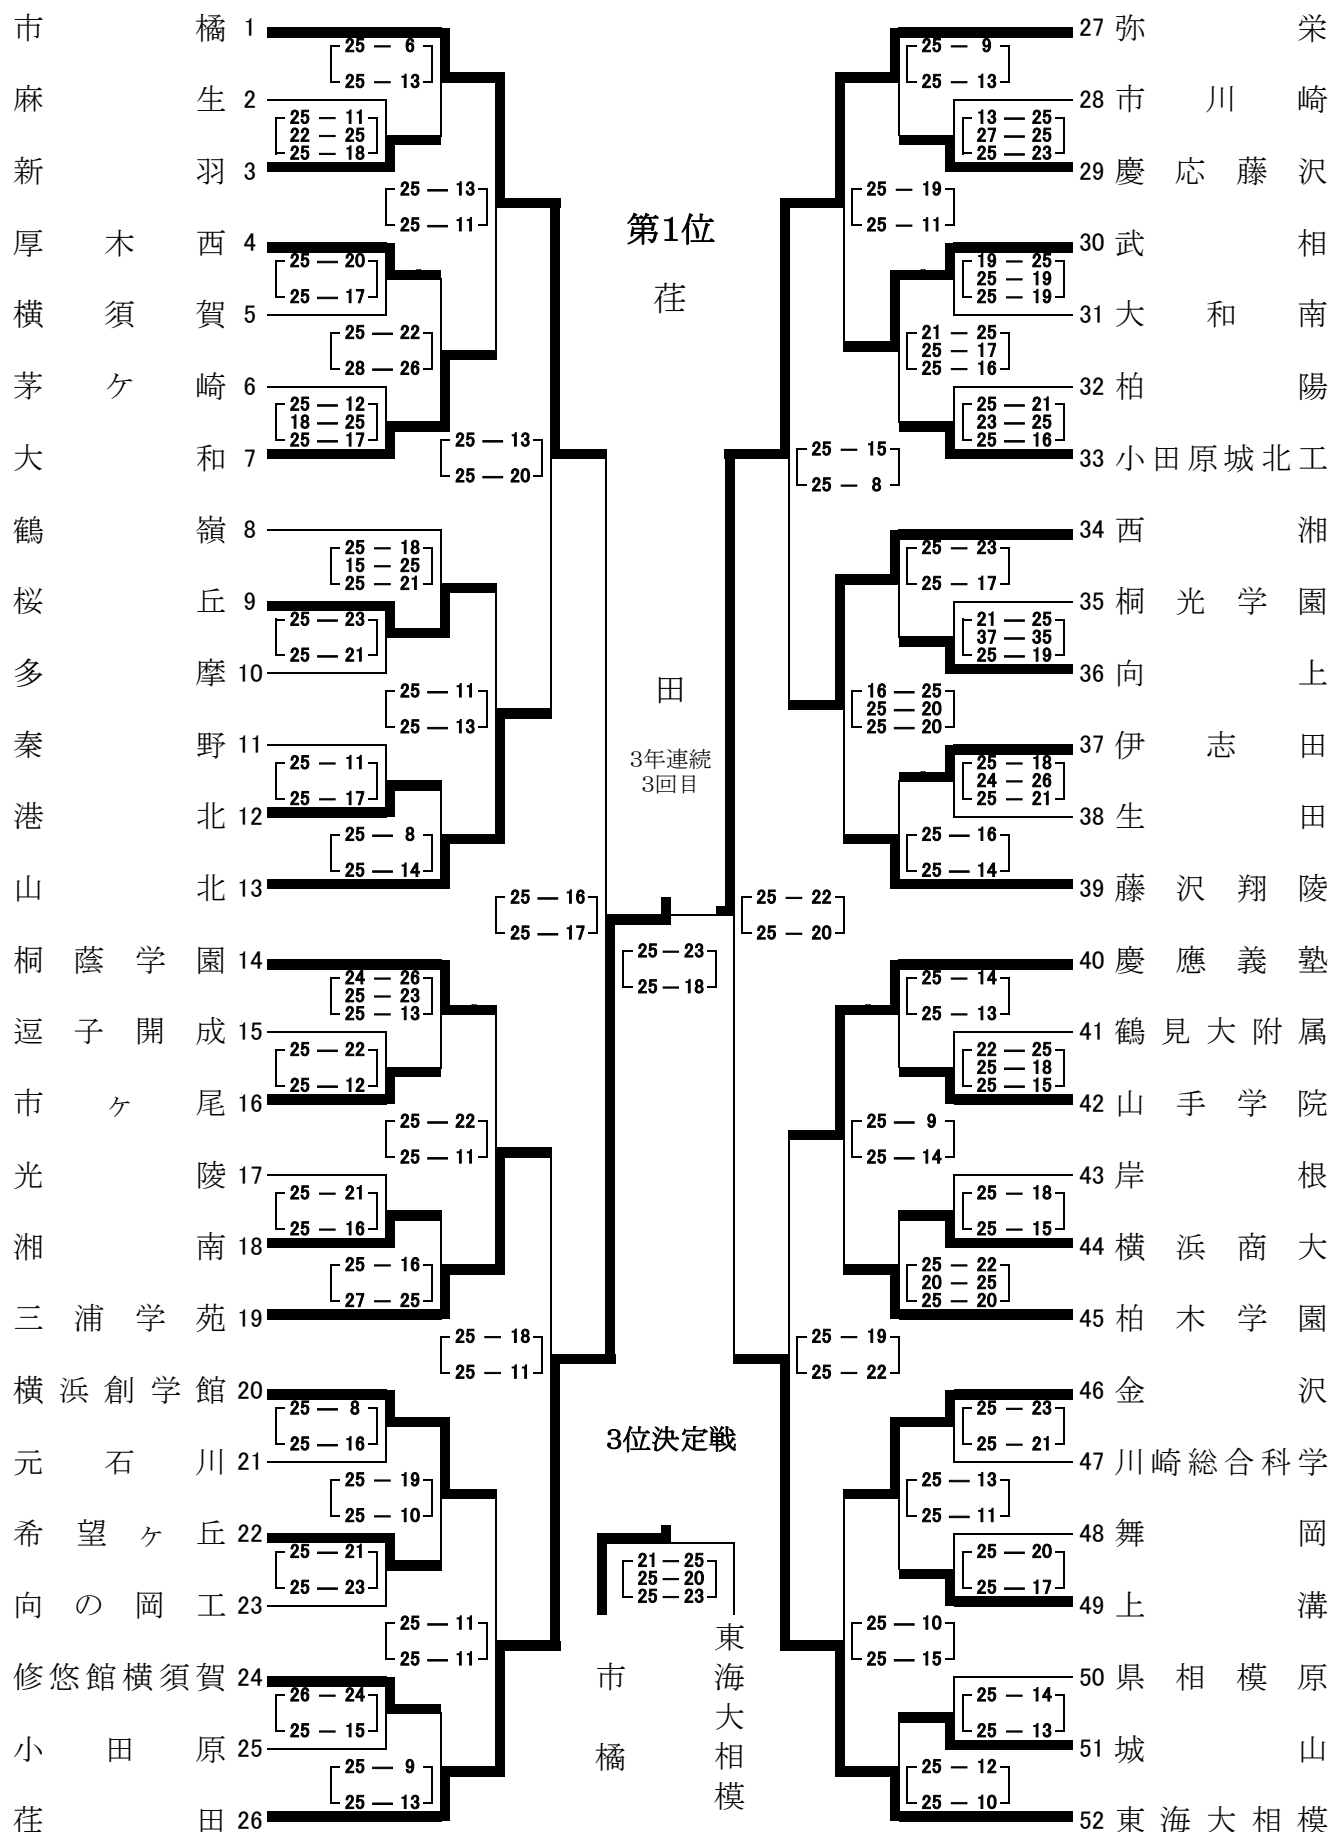 市橘 1
25 — 6
25 — 13
麻生 2
25 — 11
22 — 25
25 — 18
新羽 3
25 — 13
25 — 11
厚木西 4
25 — 20
25 — 17
横須賀 5
25 — 22
28 — 26
茅ケ崎 6
25 — 12
18 — 25
25 — 17
大和 7
25 — 13
25 — 20
鶴嶺 8
25 — 18
15 — 25
25 — 21
桜丘 9
25 — 23
25 — 21
多摩 10
25 — 11
25 — 13
秦野 11
25 — 11
25 — 17
港北 12
25 — 8
25 — 14
山北 13
25 — 16
25 — 17
桐蔭学園 14
24 — 26
25 — 23
25 — 13
逗子開成 15
25 — 22
25 — 12
市ヶ尾 16
25 — 22
25 — 11
光陵 17
25 — 21
25 — 16
湘南 18
25 — 16
27 — 25
三浦学苑 19
25 — 18
25 — 11
横浜創学館 20
25 — 8
25 — 16
元石川 21
25 — 19
25 — 10
希望ヶ丘 22
25 — 21
25 — 23
向の岡工 23
25 — 11
25 — 11
修悠館横須賀 24
26 — 24
25 — 15
小田原 25
25 — 9
25 — 13
荏田 26
第1位
荏田
3年連続
3回目
25 — 23
25 — 18
3位決定戦
21 — 25
25 — 20
25 — 23
市橘
東海大相模
27 弥栄
25 — 9
25 — 13
28 市川崎
13 — 25
27 — 25
25 — 23
29 慶応藤沢
25 — 19
25 — 11
30 武相
19 — 25
25 — 19
25 — 19
31 大和南
21 — 25
25 — 17
25 — 16
32 柏陽
25 — 21
23 — 25
25 — 16
33 小田原城北工
25 — 15
25 — 8
34 西湘
25 — 23
25 — 17
35 桐光学園
21 — 25
37 — 35
25 — 19
36 向上
16 — 25
25 — 20
25 — 20
37 伊志田
25 — 18
24 — 26
25 — 21
38 生田
25 — 16
25 — 14
39 藤沢翔陵
25 — 22
25 — 20
40 慶應義塾
25 — 14
25 — 13
41 鶴見大附属
22 — 25
25 — 18
25 — 15
42 山手学院
25 — 9
25 — 14
43 岸根
25 — 18
25 — 15
44 横浜商大
25 — 22
20 — 25
25 — 20
45 柏木学園
25 — 19
25 — 22
46 金沢
25 — 23
25 — 21
47 川崎総合科学
25 — 13
25 — 11
48 舞岡
25 — 20
25 — 17
49 上溝
25 — 10
25 — 15
50 県相模原
25 — 14
25 — 13
51 城山
25 — 12
25 — 10
52 東海大相模